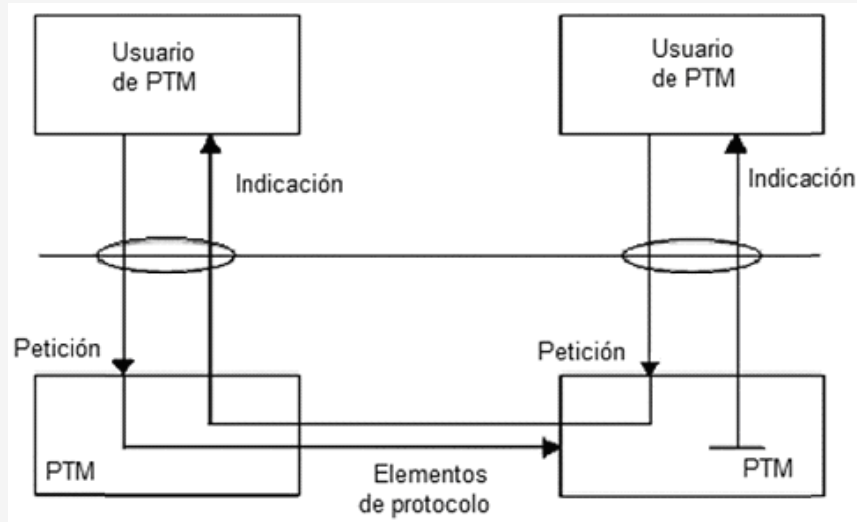 Usuario
de PTM
Usuario
de PTM
Indicación
Indicación
Petición
Petición
PTM
PTM
Elementos
de protocolo